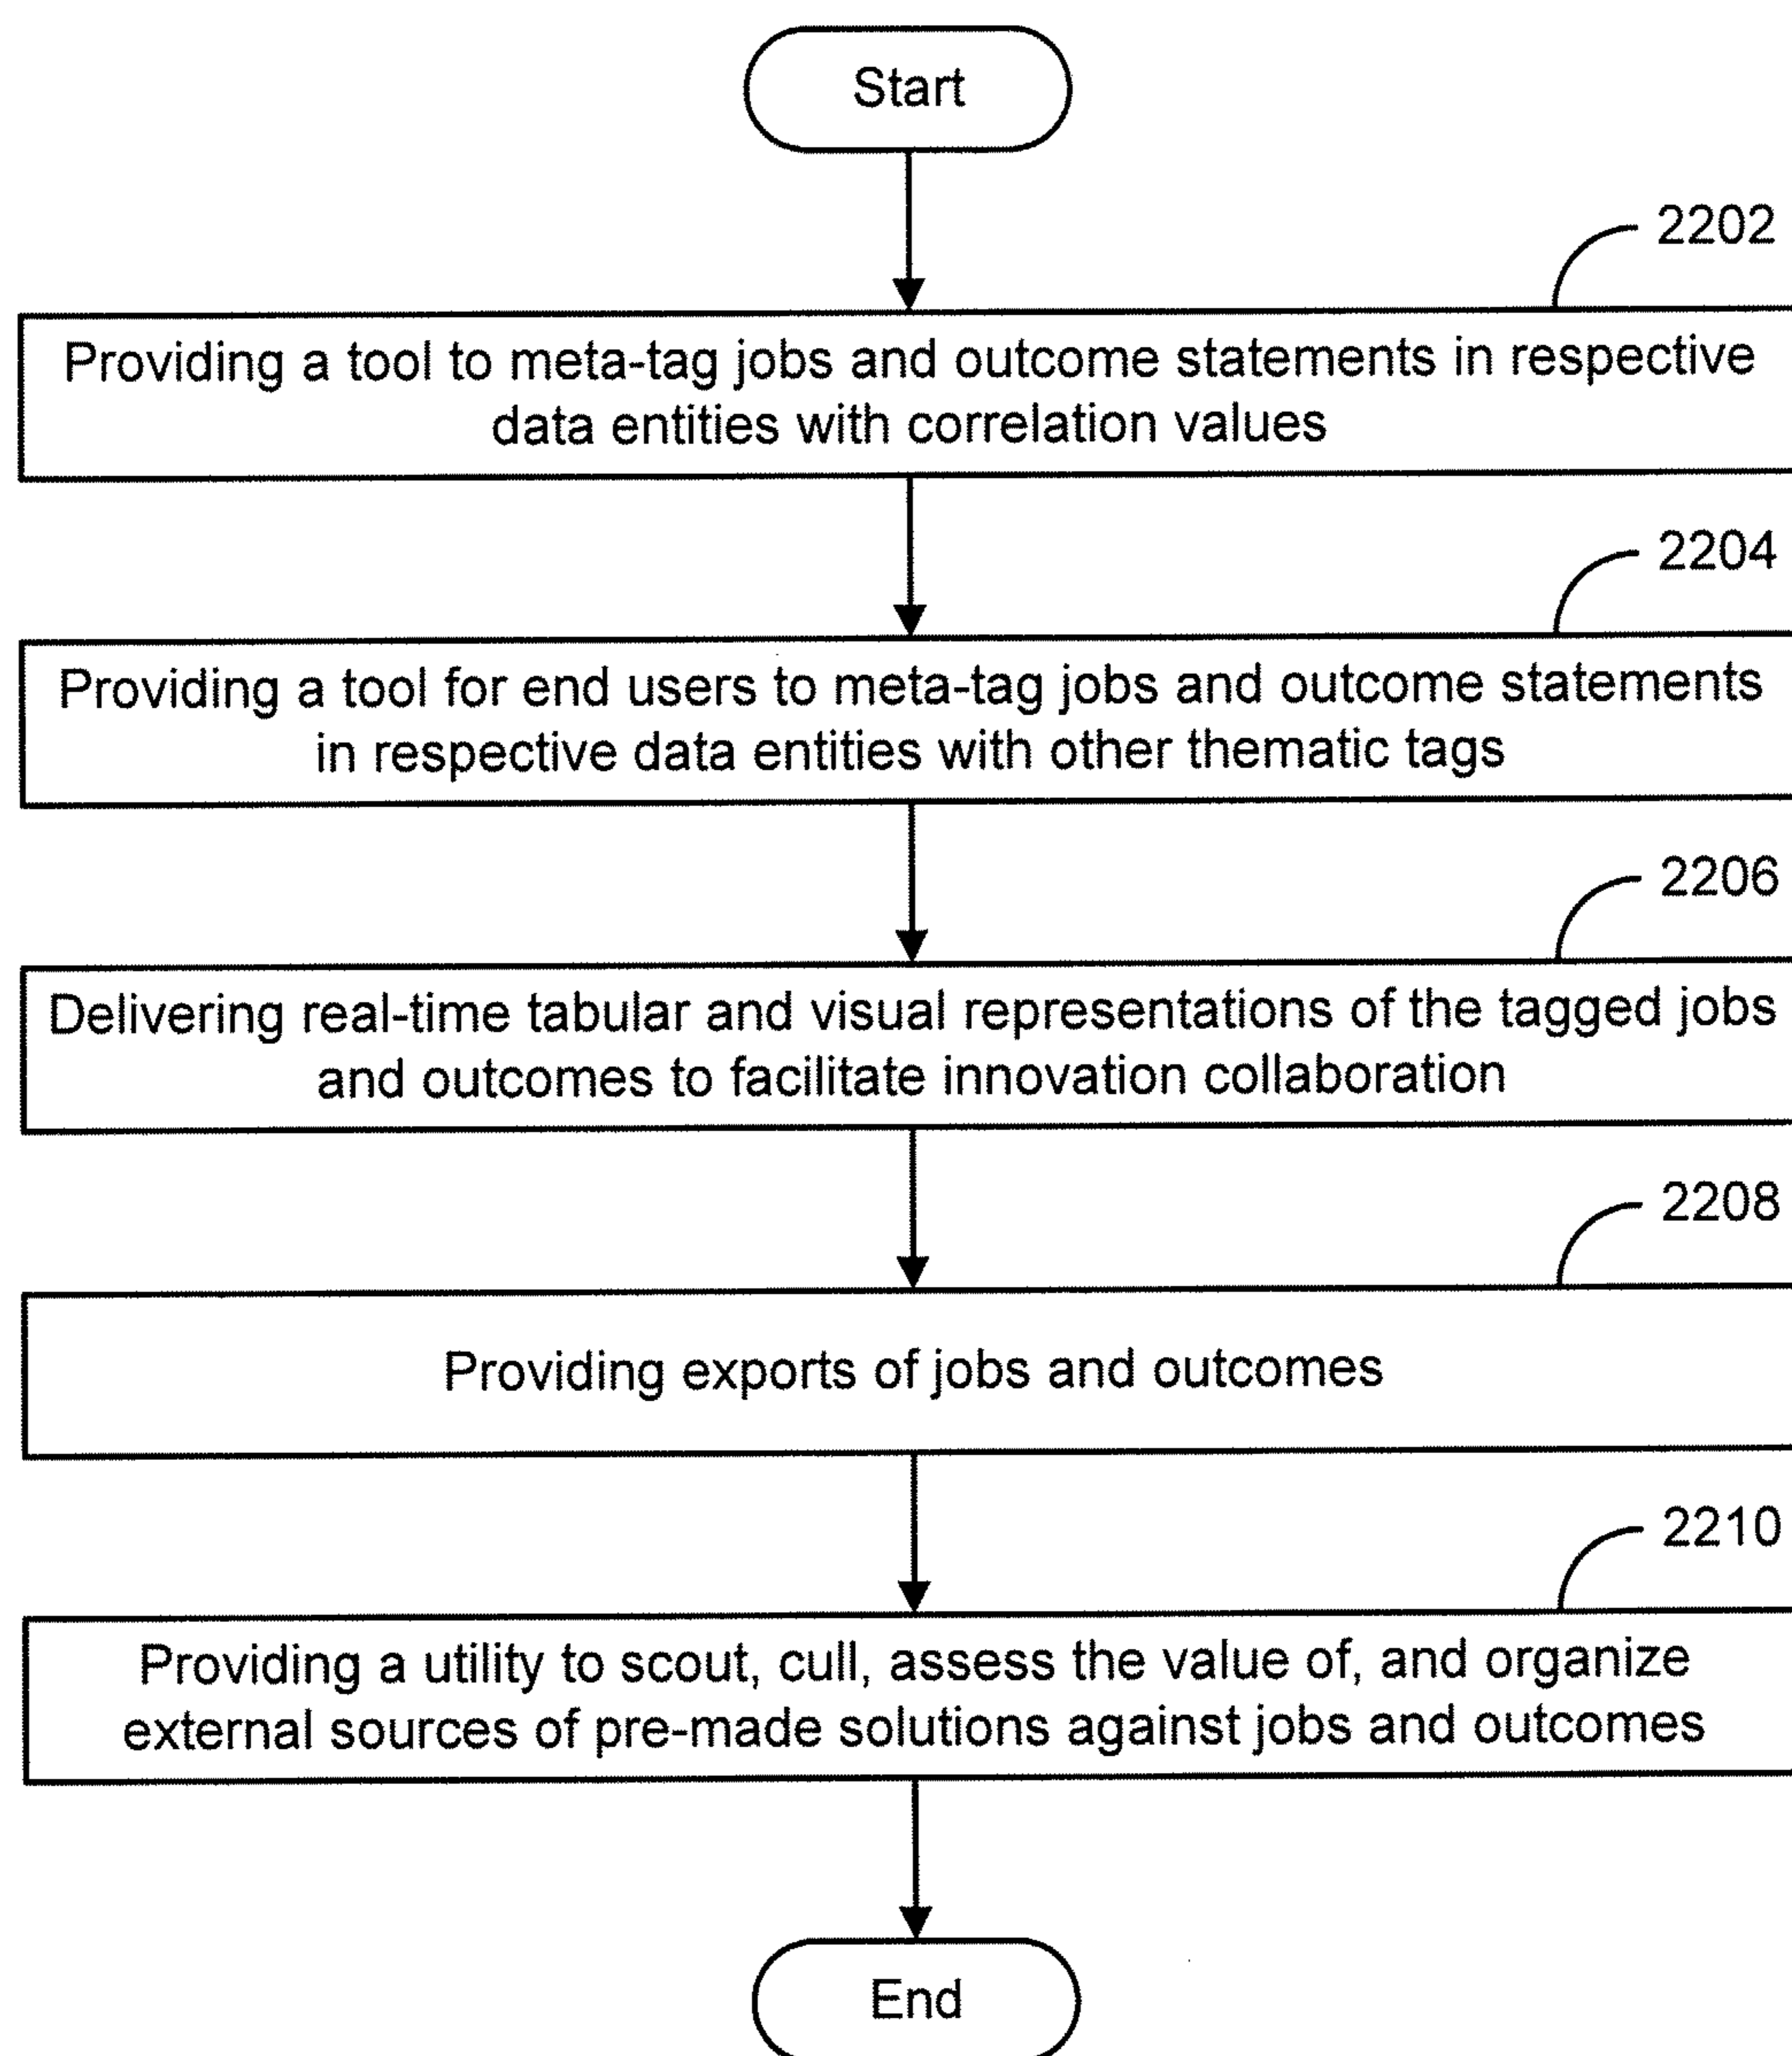 Start
2202
Providing a tool to meta-tag jobs and outcome statements in respective
data entities with correlation values
2204
Providing a tool for end users to meta-tag jobs and outcome statements
in respective data entities with other thematic tags
2206
Delivering real-time tabular and visual representations of the tagged jobs
and outcomes to facilitate innovation collaboration
2208
Providing exports of jobs and outcomes
2210
Providing a utility to scout, cull, assess the value of, and organize
external sources of pre-made solutions against jobs and outcomes
End